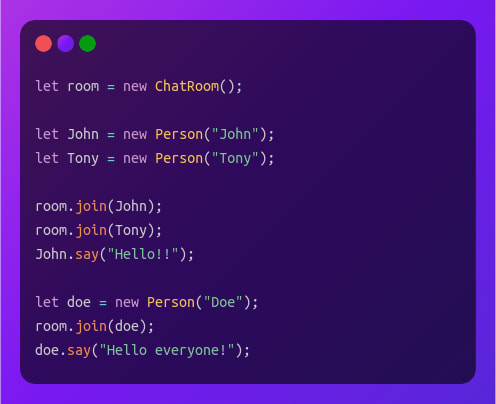 let room = new ChatRoom();
let John = new Person("John");
let Tony = new Person("Tony");
room.join(John);
room.join(Tony);
John.say("Hello!!");
let doe = new Person("Doe");
room.join(doe);
doe.say("Hello everyone!");